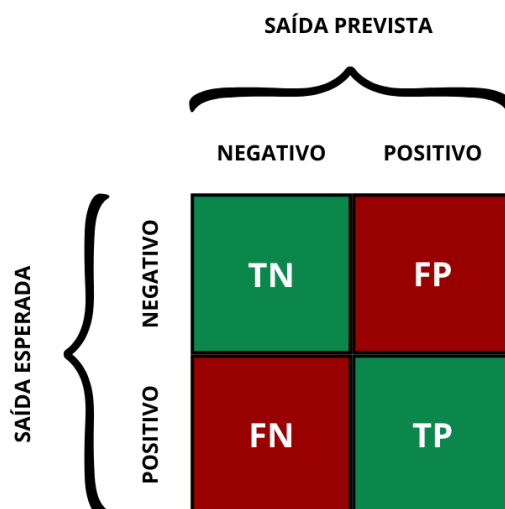 SAÍDA PREVISTA
NEGATIVO POSITIVO
SAÍDA ESPERADA
NEGATIVO
TN FP
POSITIVO
FN TP